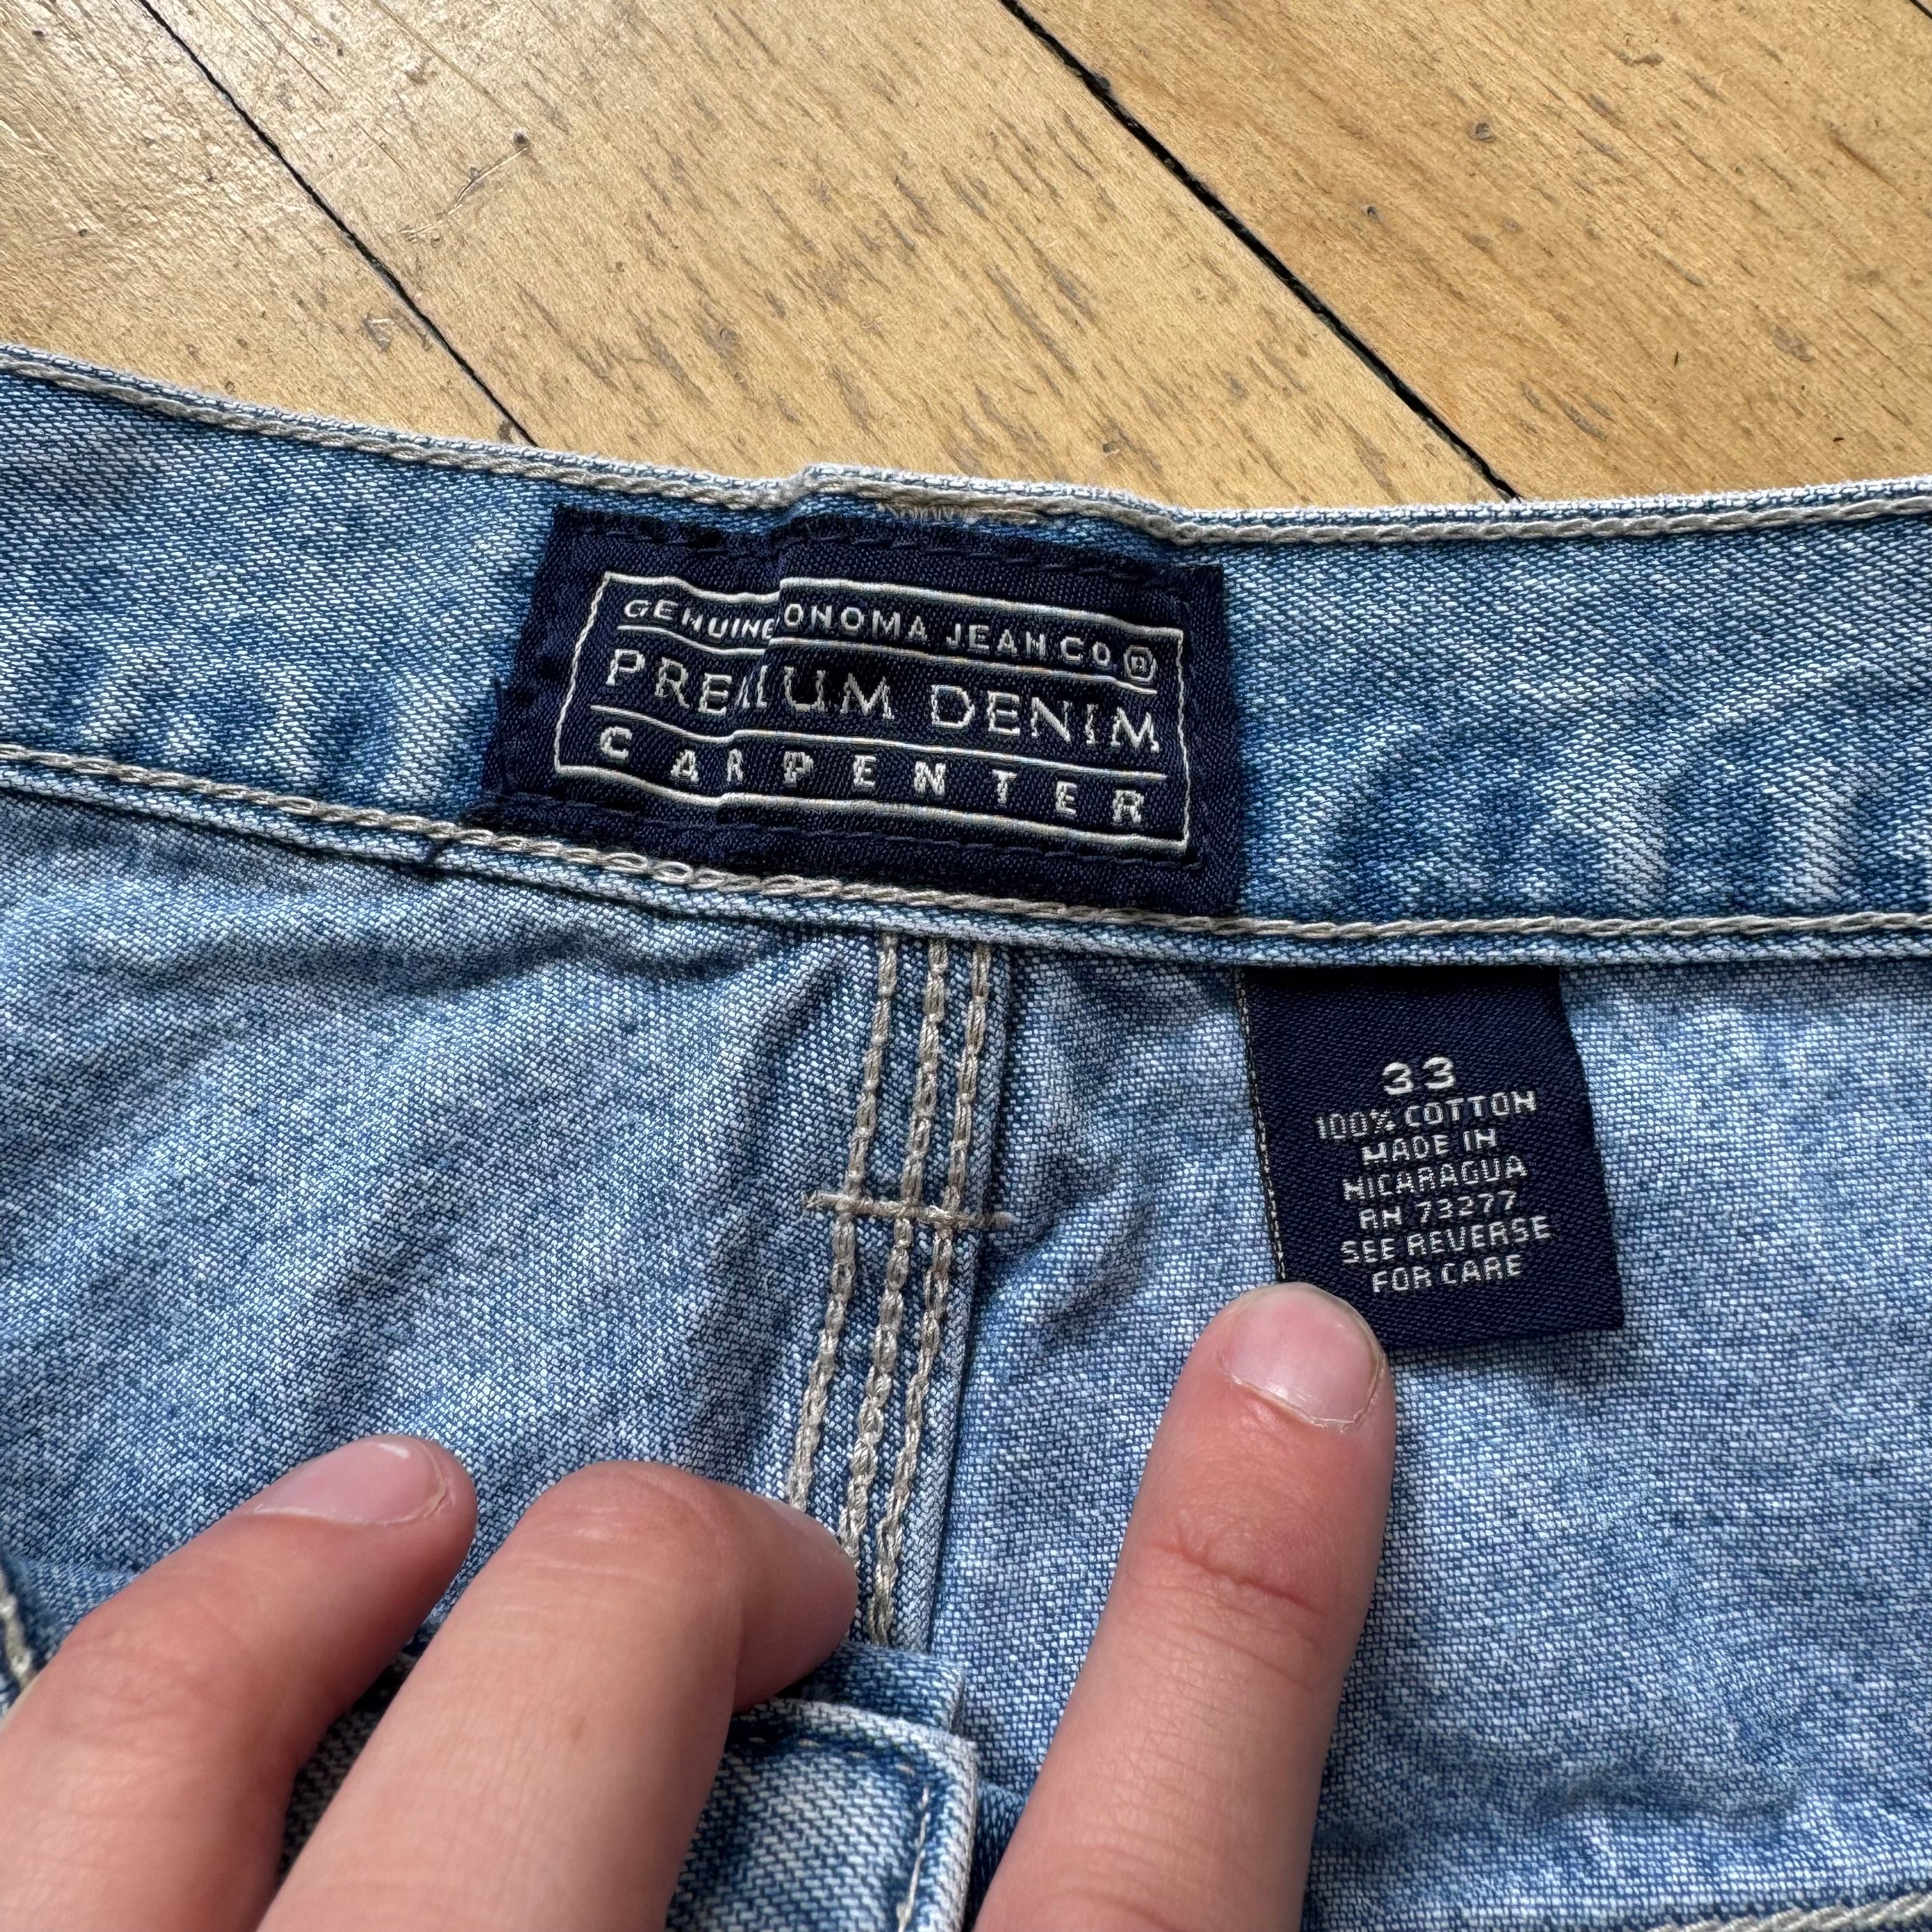 GENUINE SONOMA JEAN CO ®
PREMIUM DENIM
CARPENTER
33
100% COTTON
MADE IN
NICARAGUA
RN 73277
SEE REVERSE
FOR CARE